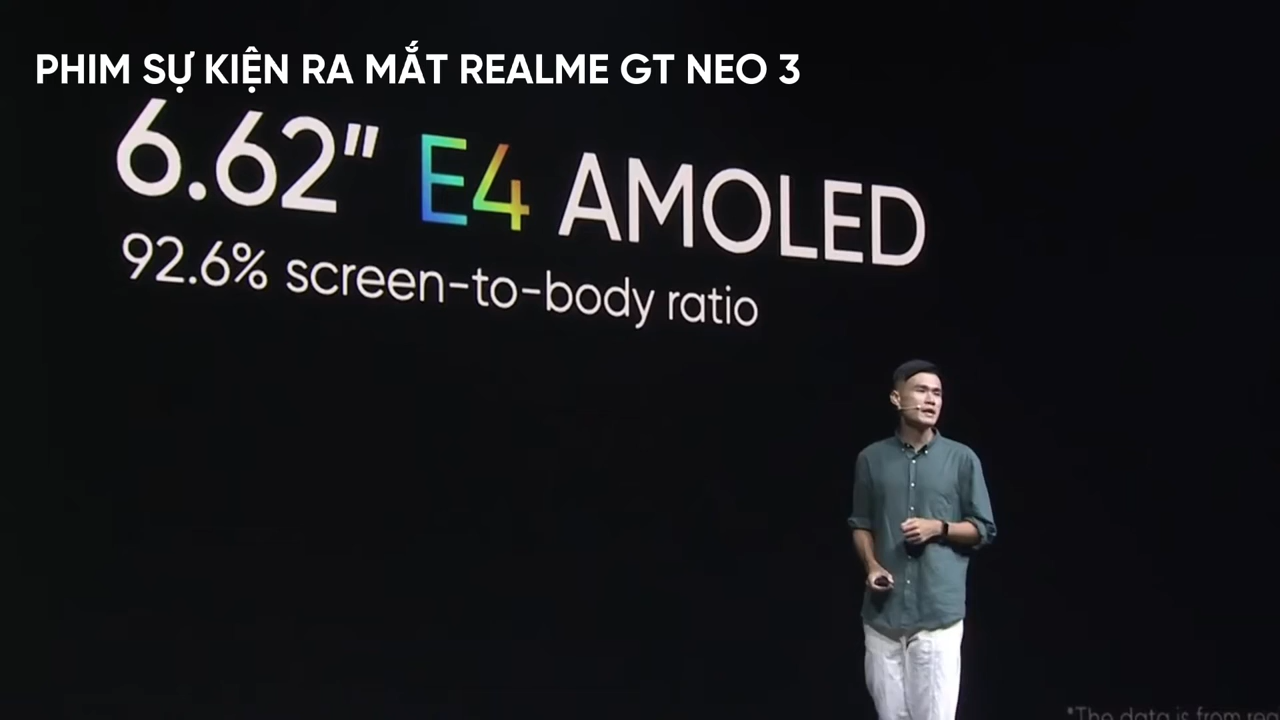 PHIM SỰ KIỆN RA MẮT REALME GT NEO 3
6.62" E4 AMOLED
92.6% screen-to-body ratio
*The data is from